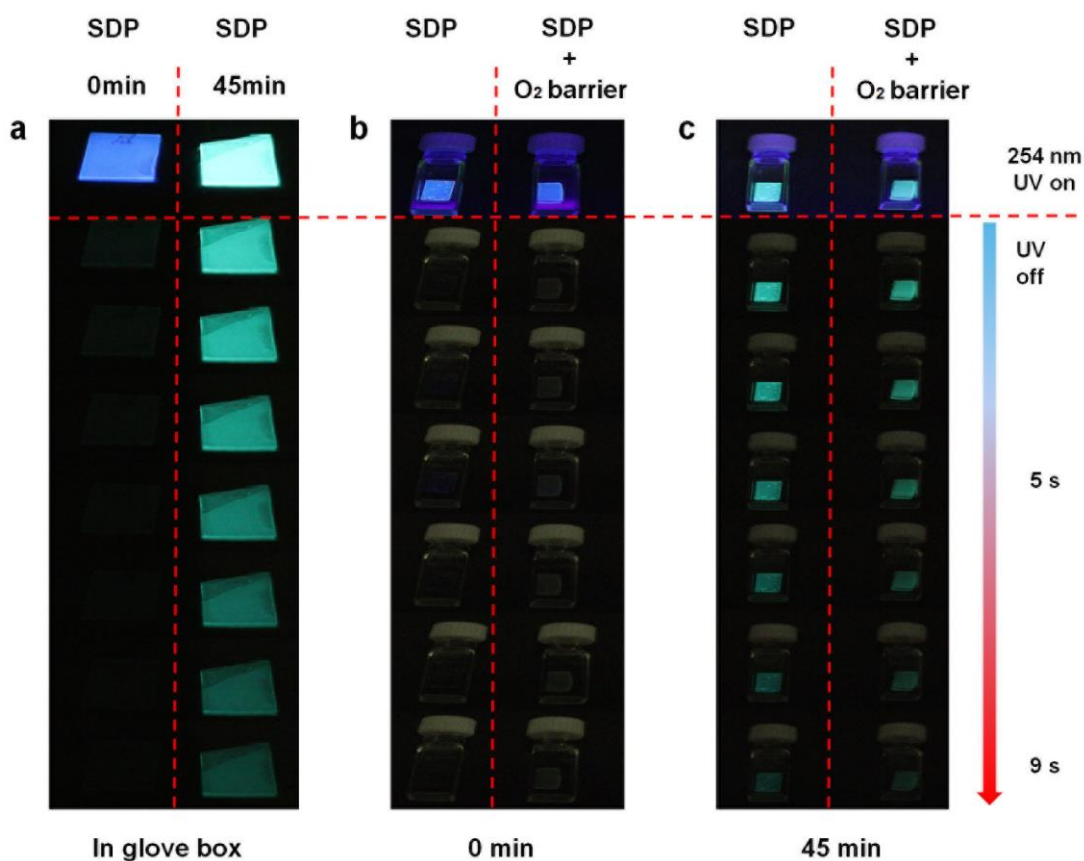 SDP
SDP
0min
45min
SDP
SDP
+
O₂ barrier
SDP
SDP
+
O₂ barrier
a
b
c
254 nm
UV on
UV
off
5 s
9 s
In glove box
0 min
45 min